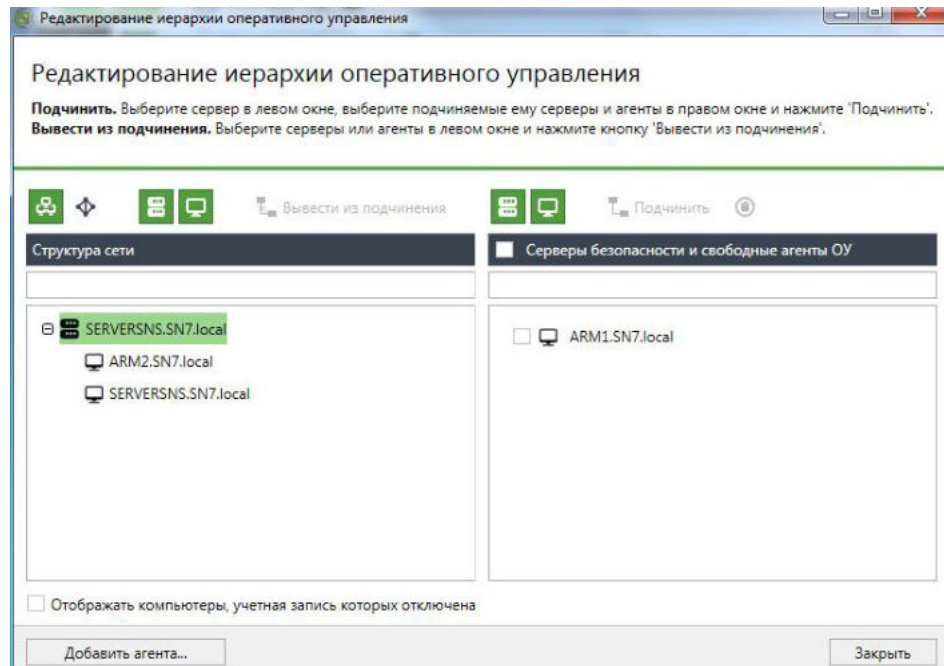 Редактирование иерархии оперативного управления
Редактирование иерархии оперативного управления
Подчинить. Выберите сервер в левом окне, выберите подчиняемые ему серверы и агенты в правом окне и нажмите 'Подчинить'.
Вывести из подчинения. Выберите серверы или агенты в левом окне и нажмите кнопку 'Вывести из подчинения'.
Вывести из подчинения
Подчинить
Структура сети
Серверы безопасности и свободные агенты ОУ
SERVERSNS.SN7.local
ARM2.SN7.local
SERVERSNS.SN7.local
ARM1.SN7.local
Отображать компьютеры, учетная запись которых отключена
Добавить агента...
Закрыть